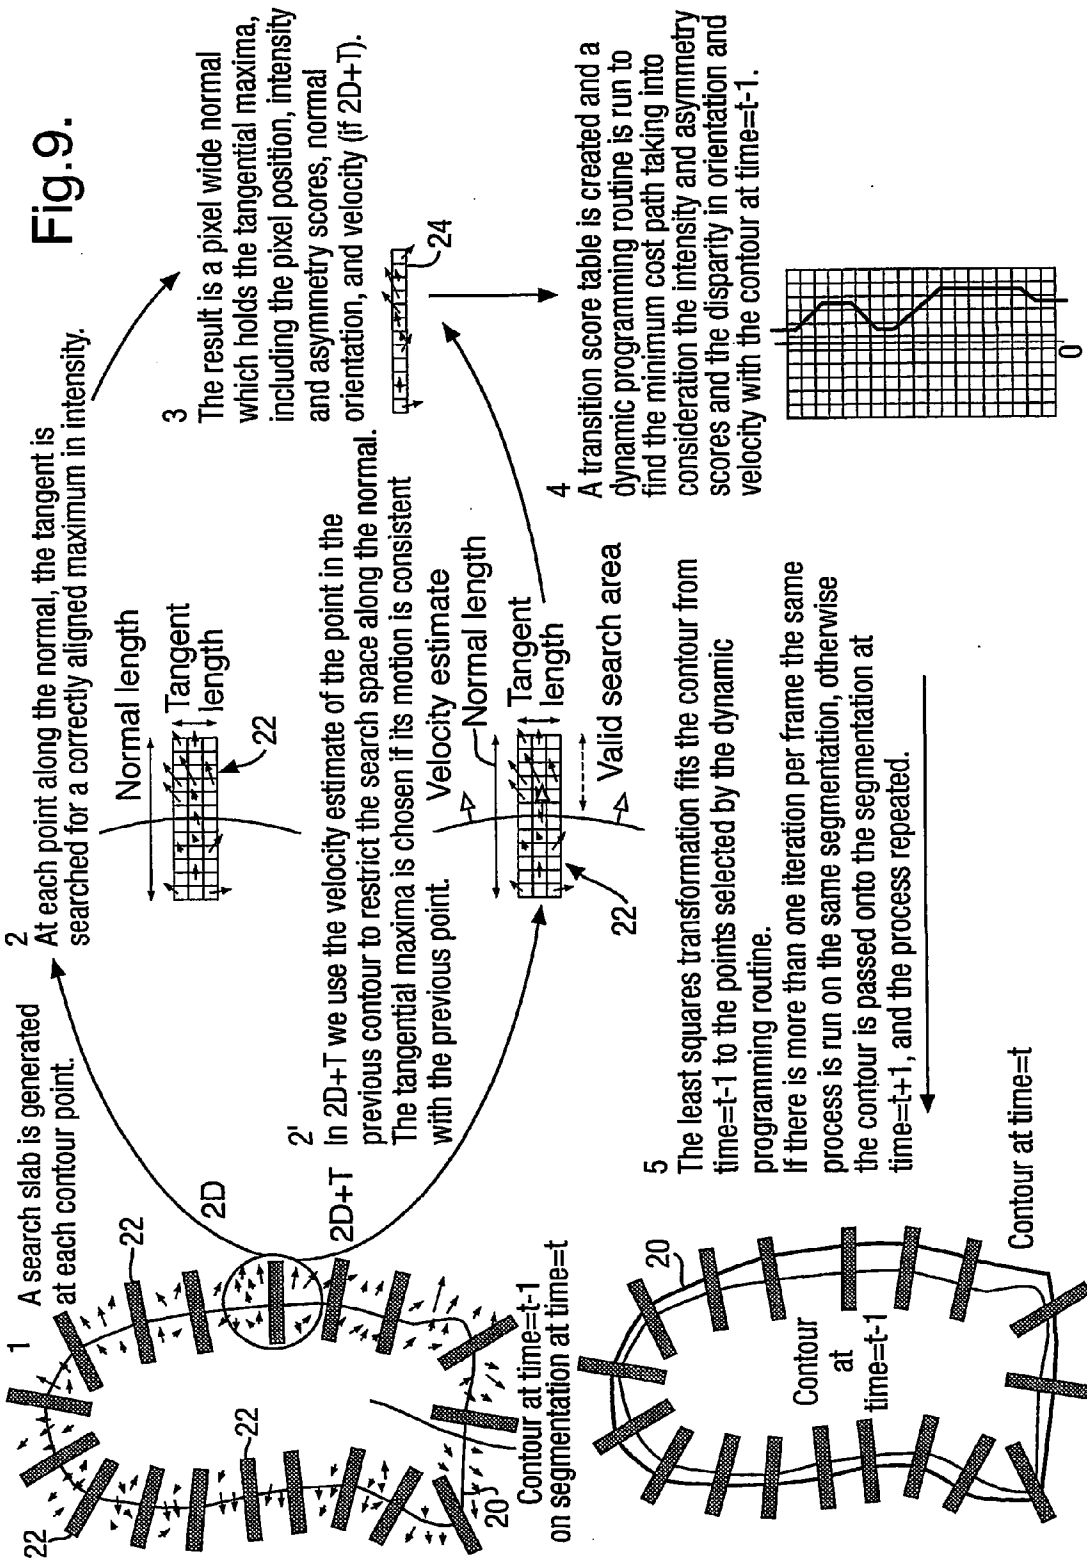 Fig.9.
1
A search slab is generated
at each contour point.
22
22
22
2D
2D+T
20
Contour at time=t-1
on segmentation at time=t
2
At each point along the normal, the tangent is
searched for a correctly aligned maximum in intensity.
Normal length
Tangent
length
22
2'
In 2D+T we use the velocity estimate of the point in the
previous contour to restrict the search space along the normal.
The tangential maxima is chosen if its motion is consistent
with the previous point.
Velocity estimate
Normal length
Tangent
length
Valid search area
22
3
The result is a pixel wide normal
which holds the tangential maxima,
including the pixel position, intensity
and asymmetry scores, normal
orientation, and velocity (if 2D+T).
24
4
A transition score table is created and a
dynamic programming routine is run to
find the minimum cost path taking into
consideration the intensity and asymmetry
scores and the disparity in orientation and
velocity with the contour at time=t-1.
0
5
The least squares transformation fits the contour from
time=t-1 to the points selected by the dynamic
programming routine.
If there is more than one iteration per frame the same
process is run on the same segmentation, otherwise
the contour is passed onto the segmentation at
time=t+1, and the process repeated.
20
Contour
at
time=t-1
Contour at time=t